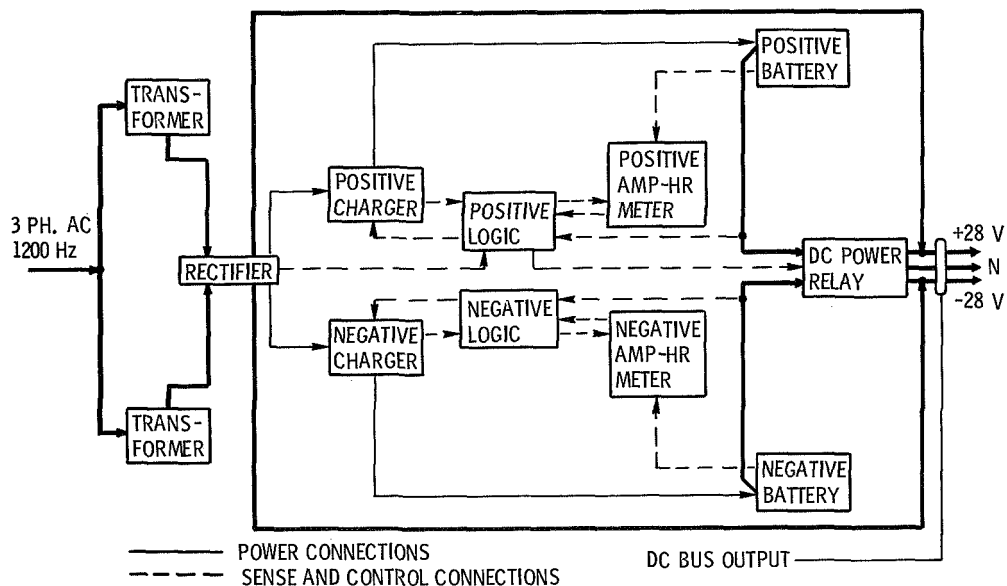 TRANS-
FORMER
3 PH. AC
1200 Hz
RECTIFIER
TRANS-
FORMER
POSITIVE
CHARGER
POSITIVE
LOGIC
POSITIVE
AMP-HR
METER
POSITIVE
BATTERY
NEGATIVE
CHARGER
NEGATIVE
LOGIC
NEGATIVE
AMP-HR
METER
NEGATIVE
BATTERY
DC POWER
RELAY
+28 V
N
-28 V
POWER CONNECTIONS
SENSE AND CONTROL CONNECTIONS
DC BUS OUTPUT